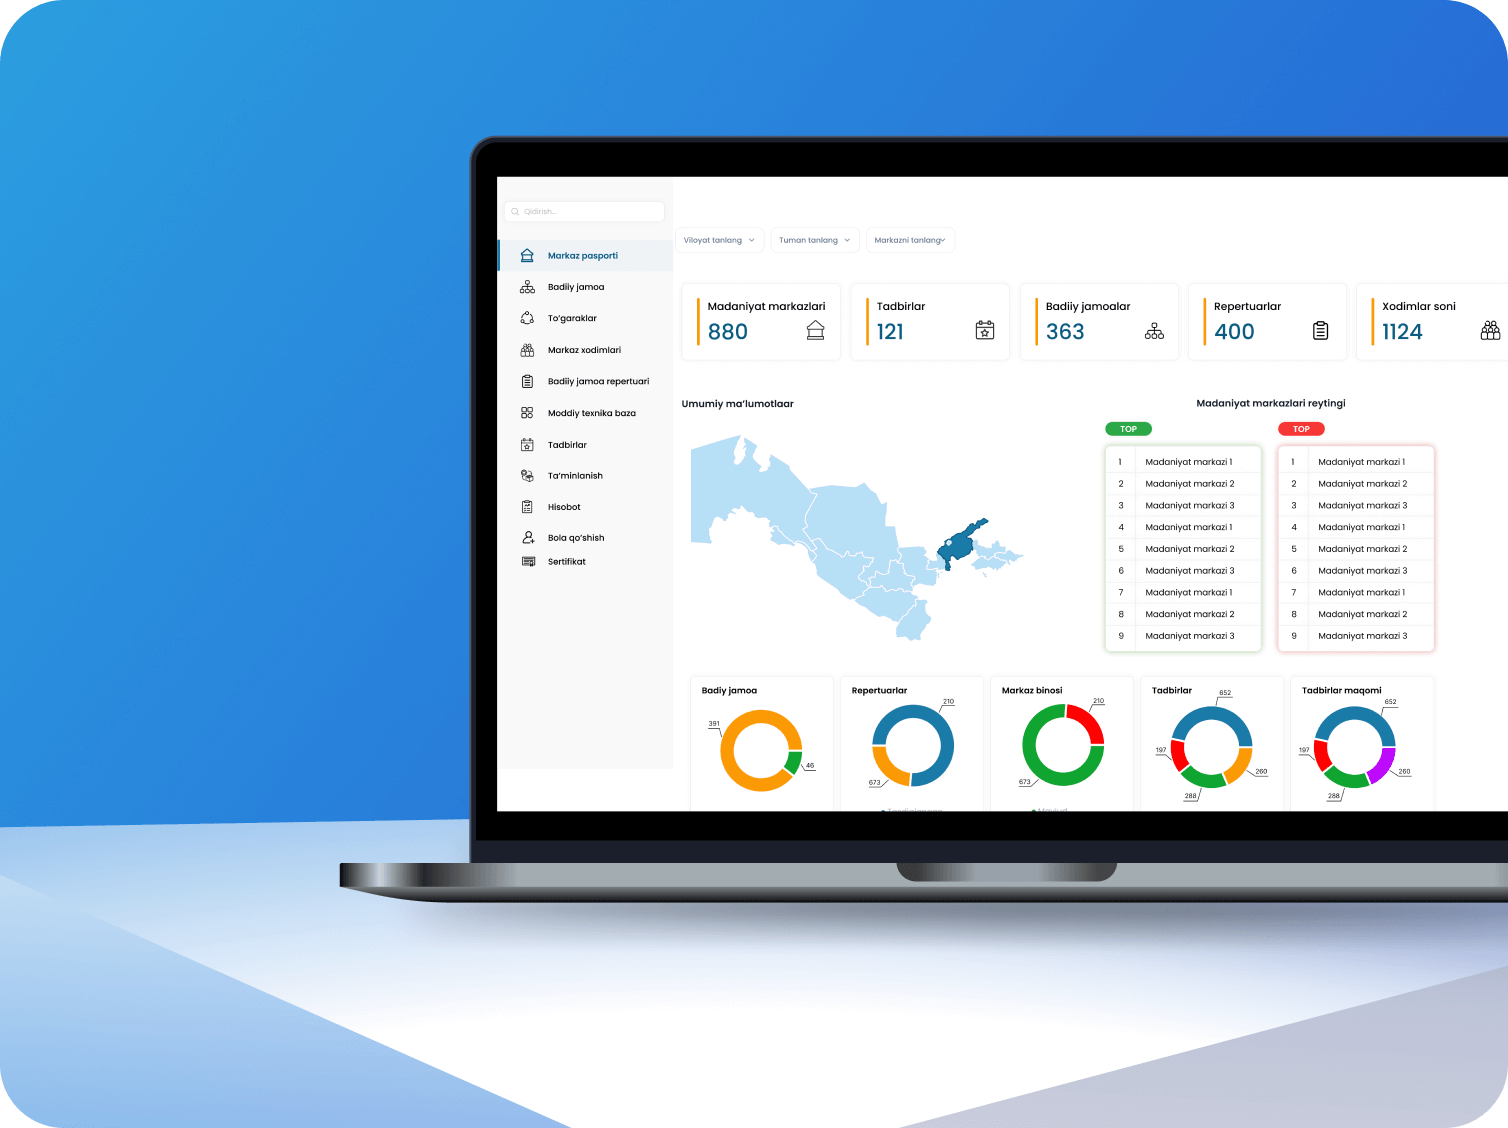 Qidirish...
Markaz pasporti
Badiiy jamoa
To'garaklar
Markaz xodimlari
Badiiy jamoa repertuari
Moddiy texnika baza
Tadbirlar
Ta'minlanish
Hisobot
Bola qo'shish
Sertifikat
Viloyat tanlang
Tuman tanlang
Markazni tanlang
Madaniyat markazlari
880
Tadbirlar
121
Badiiy jamoalar
363
Repertuarlar
400
Xodimlar soni
1124
Umumiy ma'lumotlaar
Madaniyat markazlari reytingi
TOP
1 Madaniyat markazi 1
2 Madaniyat markazi 2
3 Madaniyat markazi 3
4 Madaniyat markazi 1
5 Madaniyat markazi 2
6 Madaniyat markazi 3
7 Madaniyat markazi 1
8 Madaniyat markazi 2
9 Madaniyat markazi 3
TOP
1 Madaniyat markazi 1
2 Madaniyat markazi 2
3 Madaniyat markazi 3
4 Madaniyat markazi 1
5 Madaniyat markazi 2
6 Madaniyat markazi 3
7 Madaniyat markazi 1
8 Madaniyat markazi 2
9 Madaniyat markazi 3
Badiy jamoa
391
46
Repertuarlar
210
673
Markaz binosi
210
673
Tadbirlar
652
197
260
288
Tadbirlar maqomi
652
197
260
288